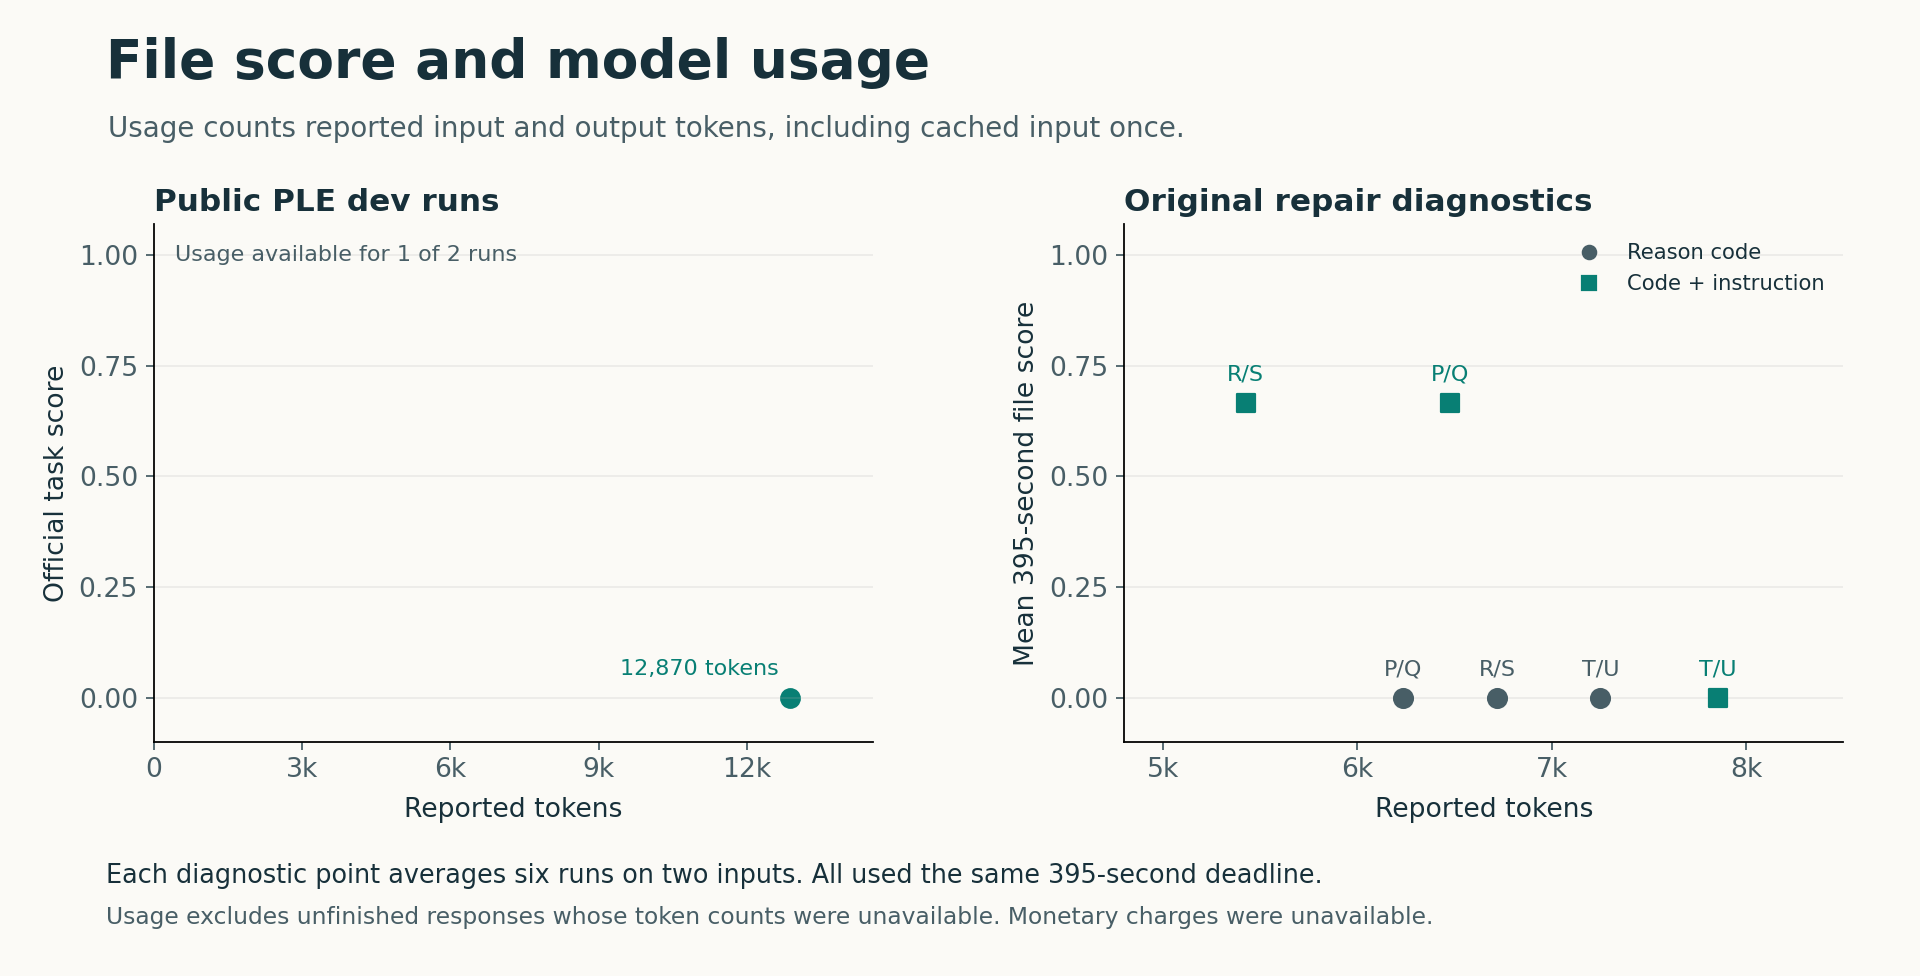 File score and model usage
Usage counts reported input and output tokens, including cached input once.
Public PLE dev runs
Usage available for 1 of 2 runs
1.00
0.75
0.50
0.25
0.00
Official task score
12,870 tokens
0
3k
6k
9k
12k
Reported tokens
Original repair diagnostics
Reason code
Code + instruction
1.00
0.75
0.50
0.25
0.00
Mean 395-second file score
R/S
P/Q
P/Q
R/S
T/U
T/U
5k
6k
7k
8k
Reported tokens
Each diagnostic point averages six runs on two inputs. All used the same 395-second deadline.
Usage excludes unfinished responses whose token counts were unavailable. Monetary charges were unavailable.